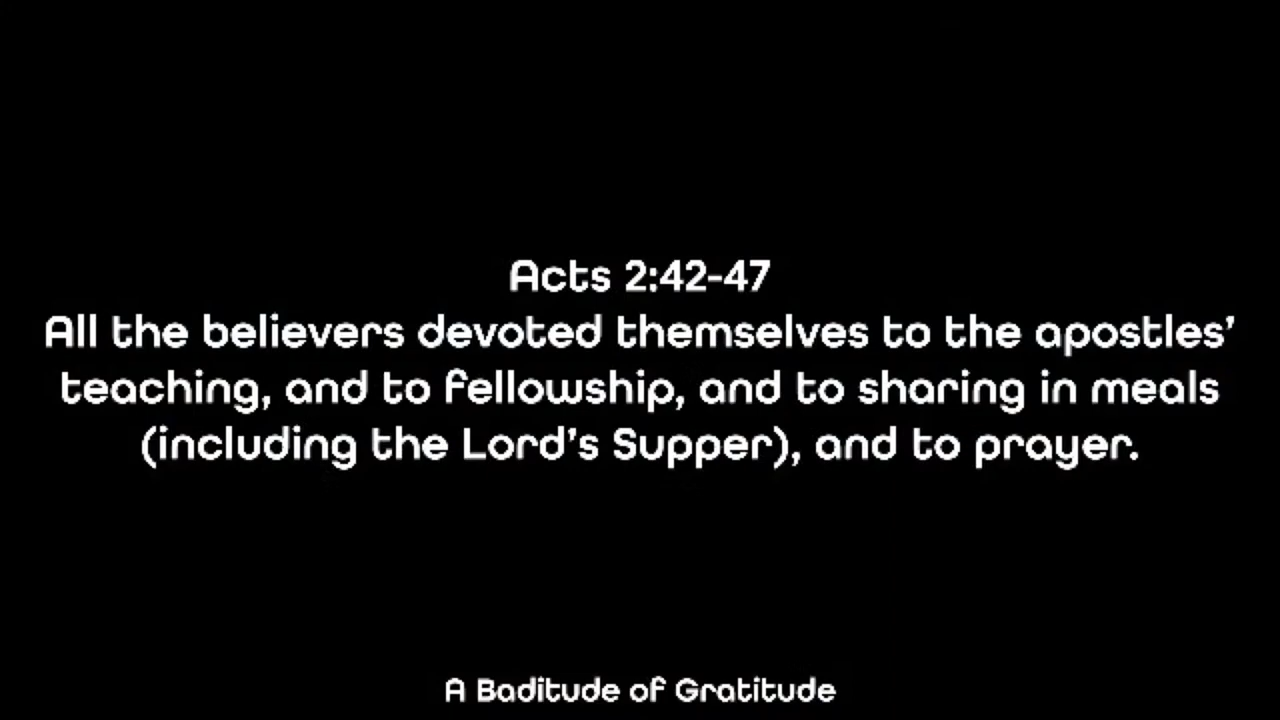 Acts 2:42-47
All the believers devoted themselves to the apostles’
teaching, and to fellowship, and to sharing in meals
(including the Lord’s Supper), and to prayer.
A Baditude of Gratitude